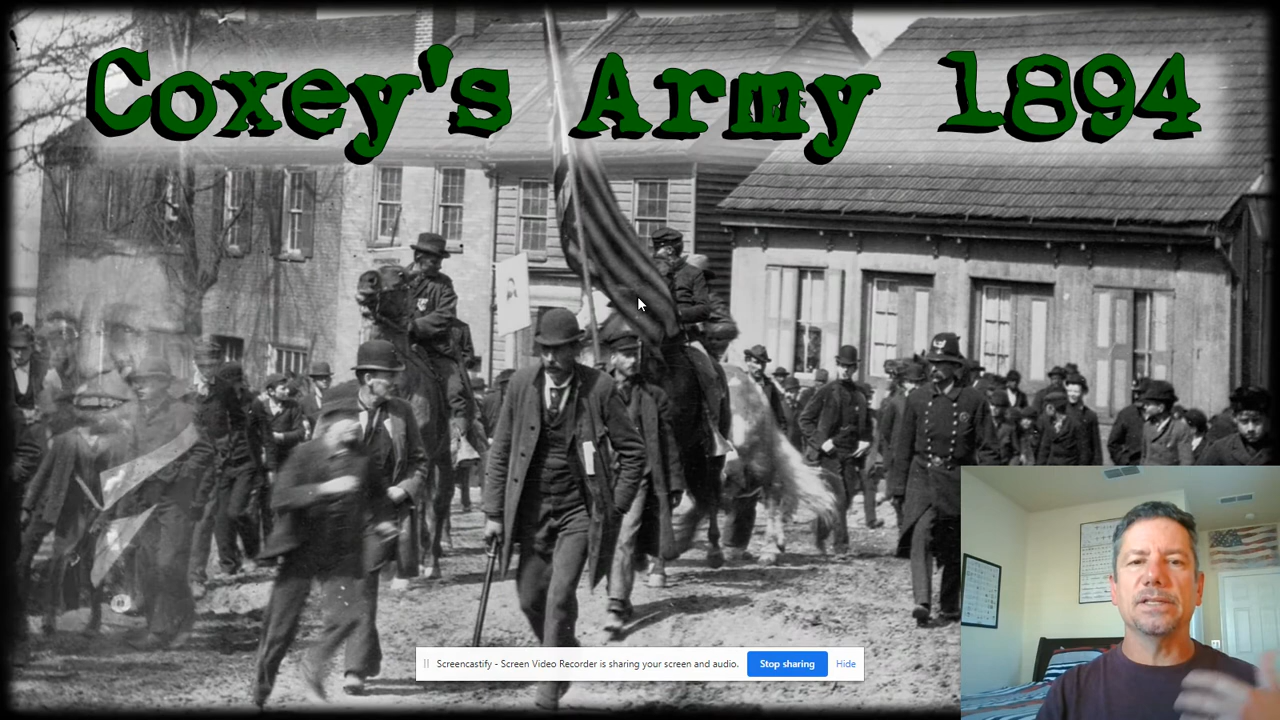 Coxey's Army 1894
Screencastify - Screen Video Recorder is sharing your screen and audio.
Stop sharing
Hide